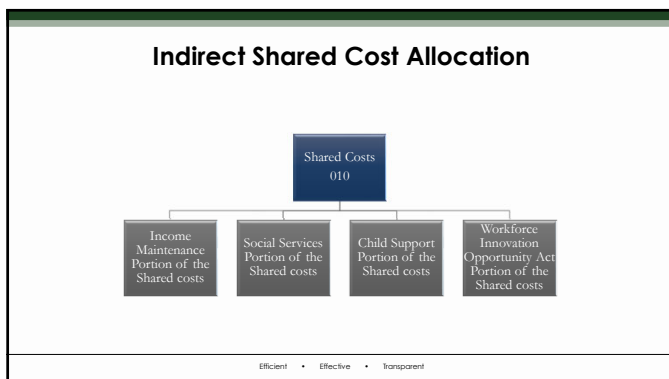 Indirect Shared Cost Allocation
Shared Costs
010
Income
Maintenance
Portion of the
Shared costs
Social Services
Portion of the
Shared costs
Child Support
Portion of the
Shared costs
Workforce
Innovation
Opportunity Act
Portion of the
Shared costs
Efficient • Effective • Transparent